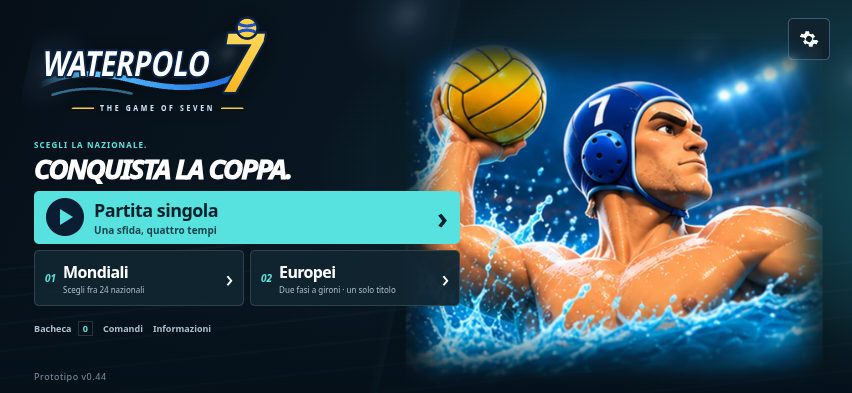 WATERPOLO 7
THE GAME OF SEVEN
SCEGLI LA NAZIONALE.
CONQUISTA LA COPPA.
Partita singola
Una sfida, quattro tempi
01 Mondiali
Scegli fra 24 nazionali
02 Europei
Due fasi a gironi · un solo titolo
Bacheca 0 Comandi Informazioni
Prototipo v0.44
7